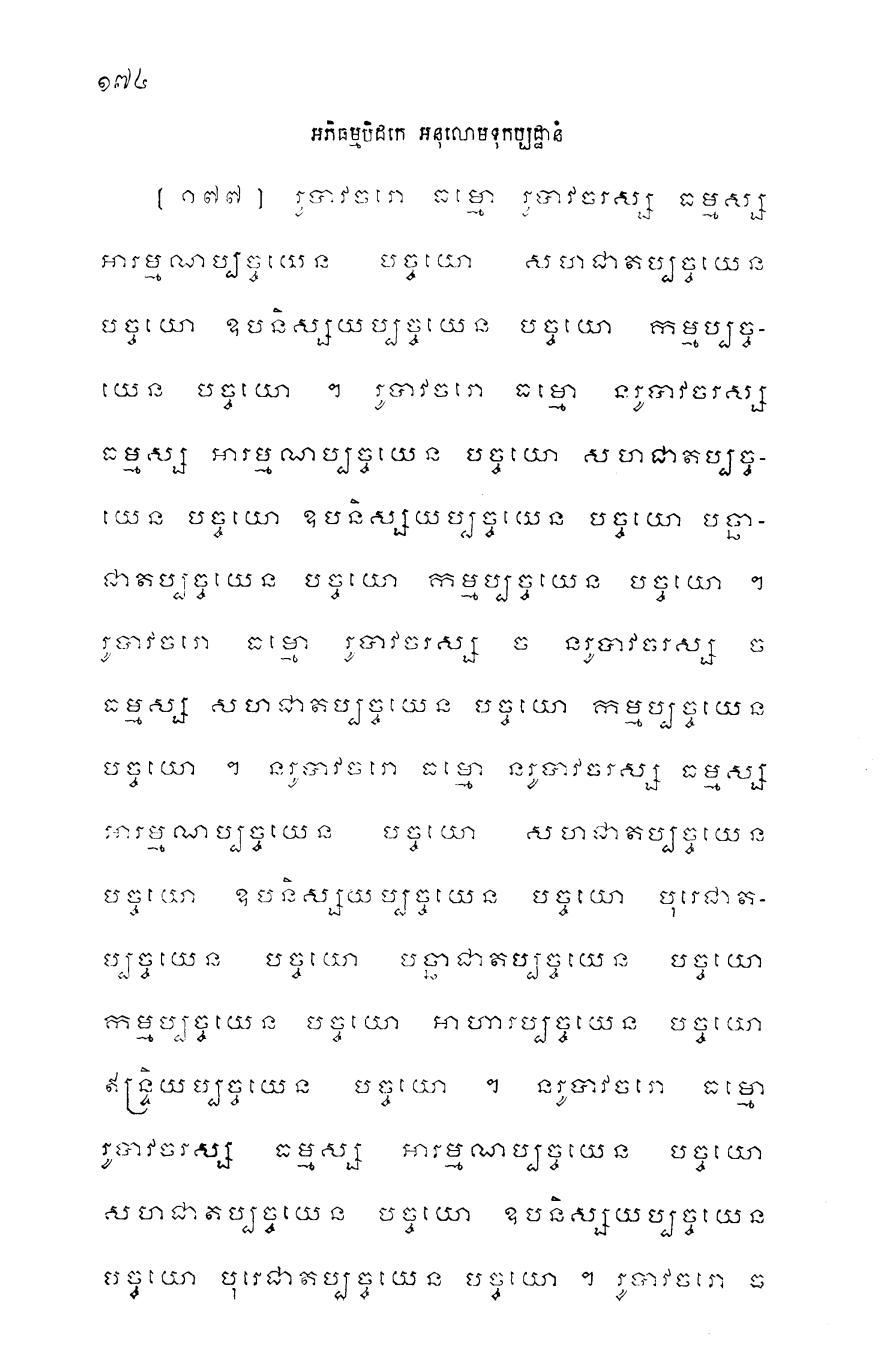 ១៧៤
អភិធម្មបិដកេ អនុលោមទុកប្បដ្ឋានំ
[ ១៧៧ ] រូបាវចរោ ធម្មោ រូបាវចរស្ស ធម្មស្ស
អារម្មណប្បច្ចយេន បច្ចយោ សហជាតប្បច្ចយេន
បច្ចយោ ឧបនិស្សយប្បច្ចយេន បច្ចយោ កម្មប្បច្ច-
យេន បច្ចយោ ។ រូបាវចរោ ធម្មោ នរូបាវចរស្ស
ធម្មស្ស អារម្មណប្បច្ចយេន បច្ចយោ សហជាតប្បច្ច-
យេន បច្ចយោ ឧបនិស្សយប្បច្ចយេន បច្ចយោ បច្ឆា-
ជាតប្បច្ចយេន បច្ចយោ កម្មប្បច្ចយេន បច្ចយោ ។
រូបាវចរោ ធម្មោ រូបាវចរស្ស ច នរូបាវចរស្ស ច
ធម្មស្ស សហជាតប្បច្ចយេន បច្ចយោ កម្មប្បច្ចយេន
បច្ចយោ ។ នរូបាវចរោ ធម្មោ នរូបាវចរស្ស ធម្មស្ស
អារម្មណប្បច្ចយេន បច្ចយោ សហជាតប្បច្ចយេន
បច្ចយោ ឧបនិស្សយប្បច្ចយេន បច្ចយោ បុរេជាត-
ប្បច្ចយេន បច្ចយោ បច្ឆាជាតប្បច្ចយេន បច្ចយោ
កម្មប្បច្ចយេន បច្ចយោ អាហារប្បច្ចយេន បច្ចយោ
ឥន្ទ្រិយប្បច្ចយេន បច្ចយោ ។ នរូបាវចរោ ធម្មោ
រូបាវចរស្ស ធម្មស្ស អារម្មណប្បច្ចយេន បច្ចយោ
សហជាតប្បច្ចយេន បច្ចយោ ឧបនិស្សយប្បច្ចយេន
បច្ចយោ បុរេជាតប្បច្ចយេន បច្ចយោ ។ រូបាវចរោ ច